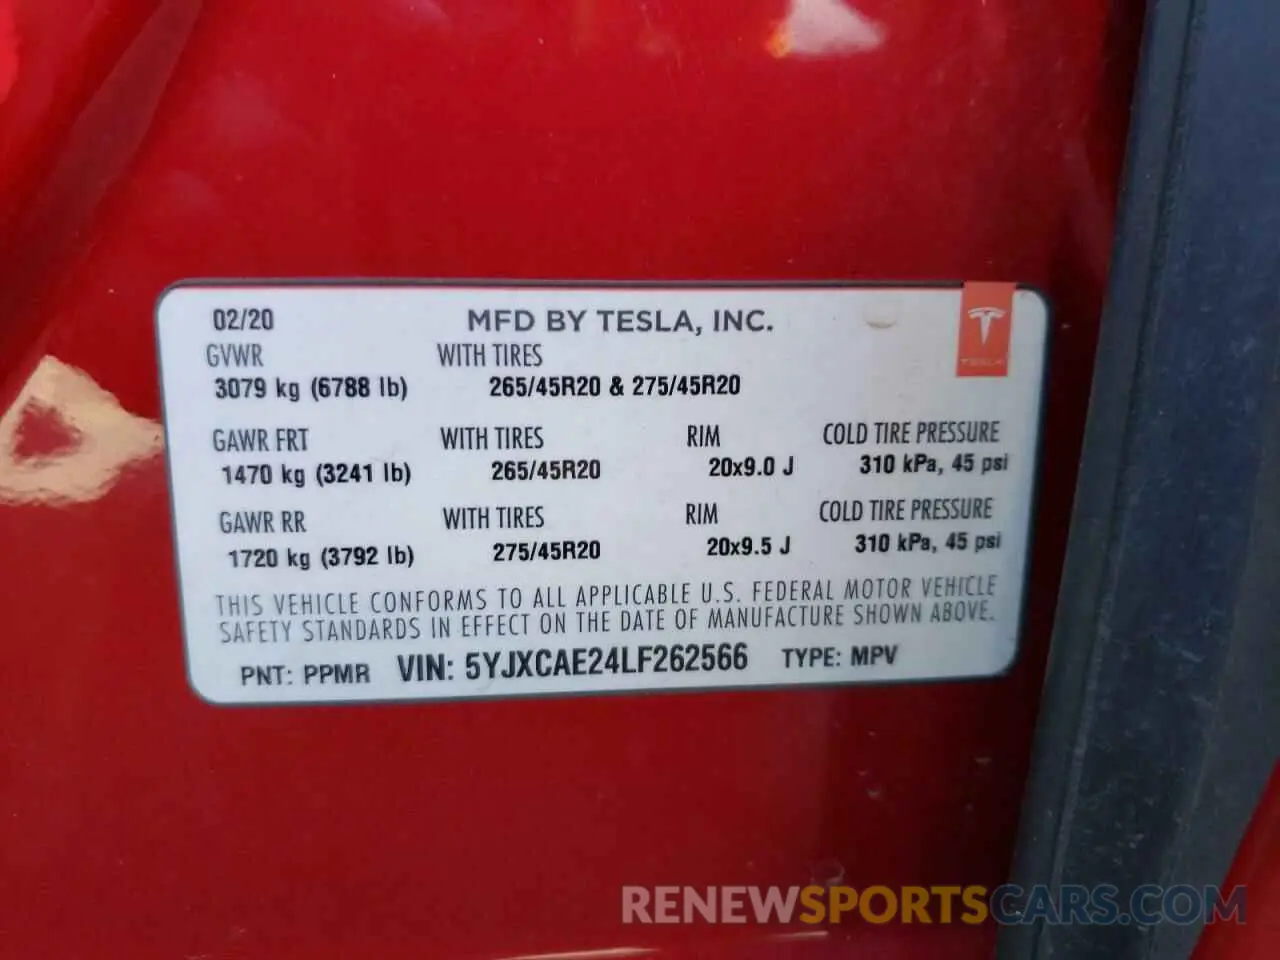 02/20 MFD BY TESLA, INC.
GVWR WITH TIRES
TESLA
3079 kg (6788 lb) 265/45R20 & 275/45R20
GAWR FRT WITH TIRES RIM COLD TIRE PRESSURE
1470 kg (3241 lb) 265/45R20 20x9.0 J 310 kPa, 45 psi
GAWR RR WITH TIRES RIM COLD TIRE PRESSURE
1720 kg (3792 lb) 275/45R20 20x9.5 J 310 kPa, 45 psi
THIS VEHICLE CONFORMS TO ALL APPLICABLE U.S. FEDERAL MOTOR VEHICLE
SAFETY STANDARDS IN EFFECT ON THE DATE OF MANUFACTURE SHOWN ABOVE.
PNT: PPMR VIN: 5YJXCAE24LF262566 TYPE: MPV
RENEWSPORTSCARS.COM